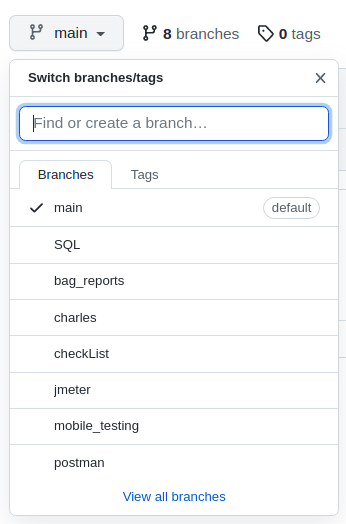 main 8 branches 0 tags
Switch branches/tags
Find or create a branch…
Branches Tags
main default
SQL
bag_reports
charles
checkList
jmeter
mobile_testing
postman
View all branches